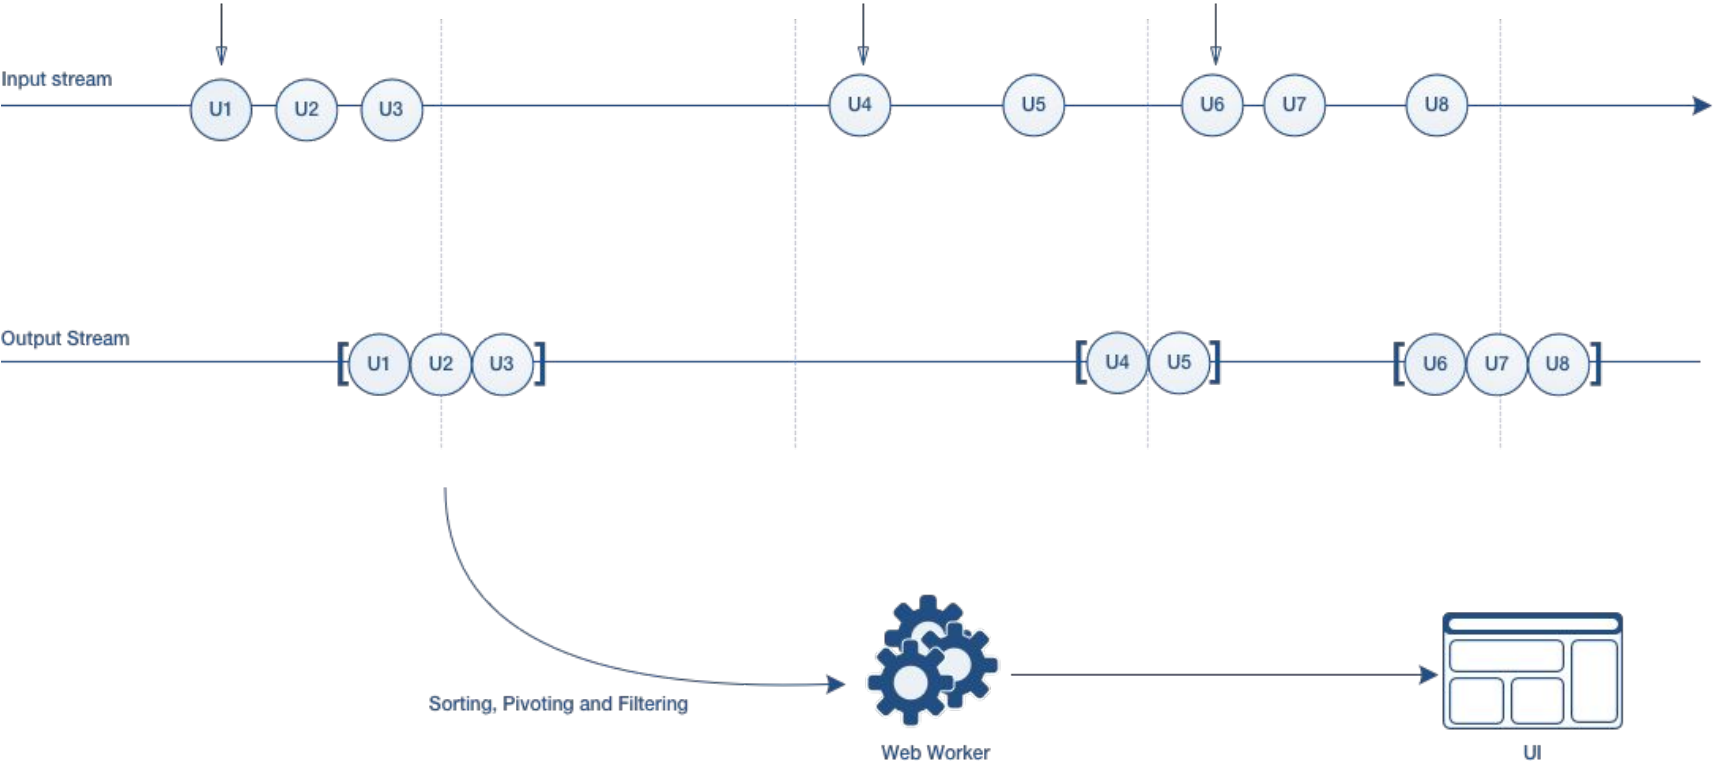 Input stream
U1 U2 U3 U4 U5 U6 U7 U8
Output Stream
[ U1 U2 U3 ] [ U4 U5 ] [ U6 U7 U8 ]
Sorting, Pivoting and Filtering
Web Worker
UI